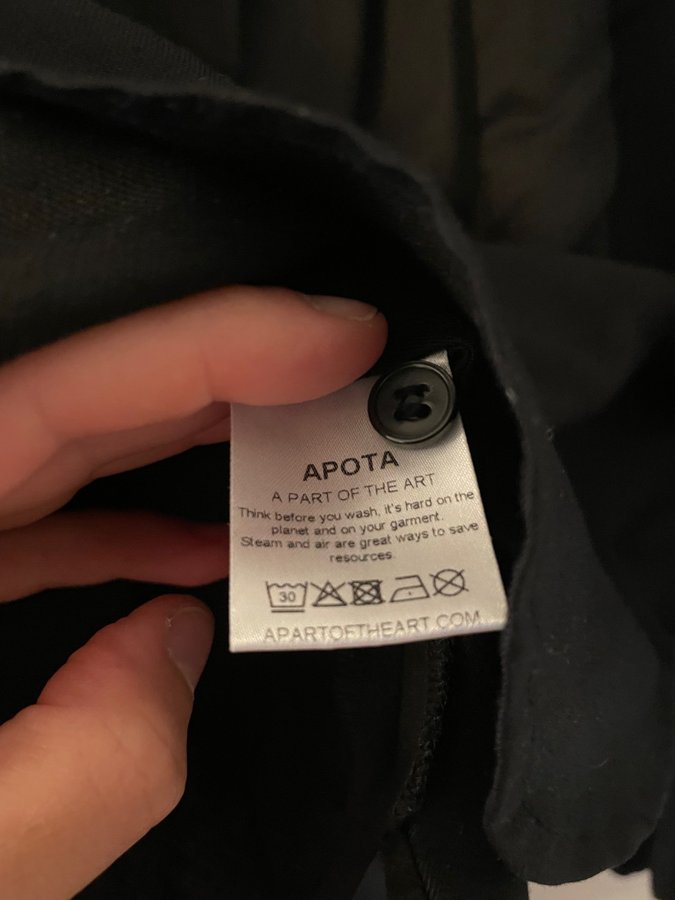 APOTA
A PART OF THE ART
Think before you wash, it's hard on the
planet and on your garment.
Steam and air are great ways to save
resources.
30
APARTOFTHEART.COM